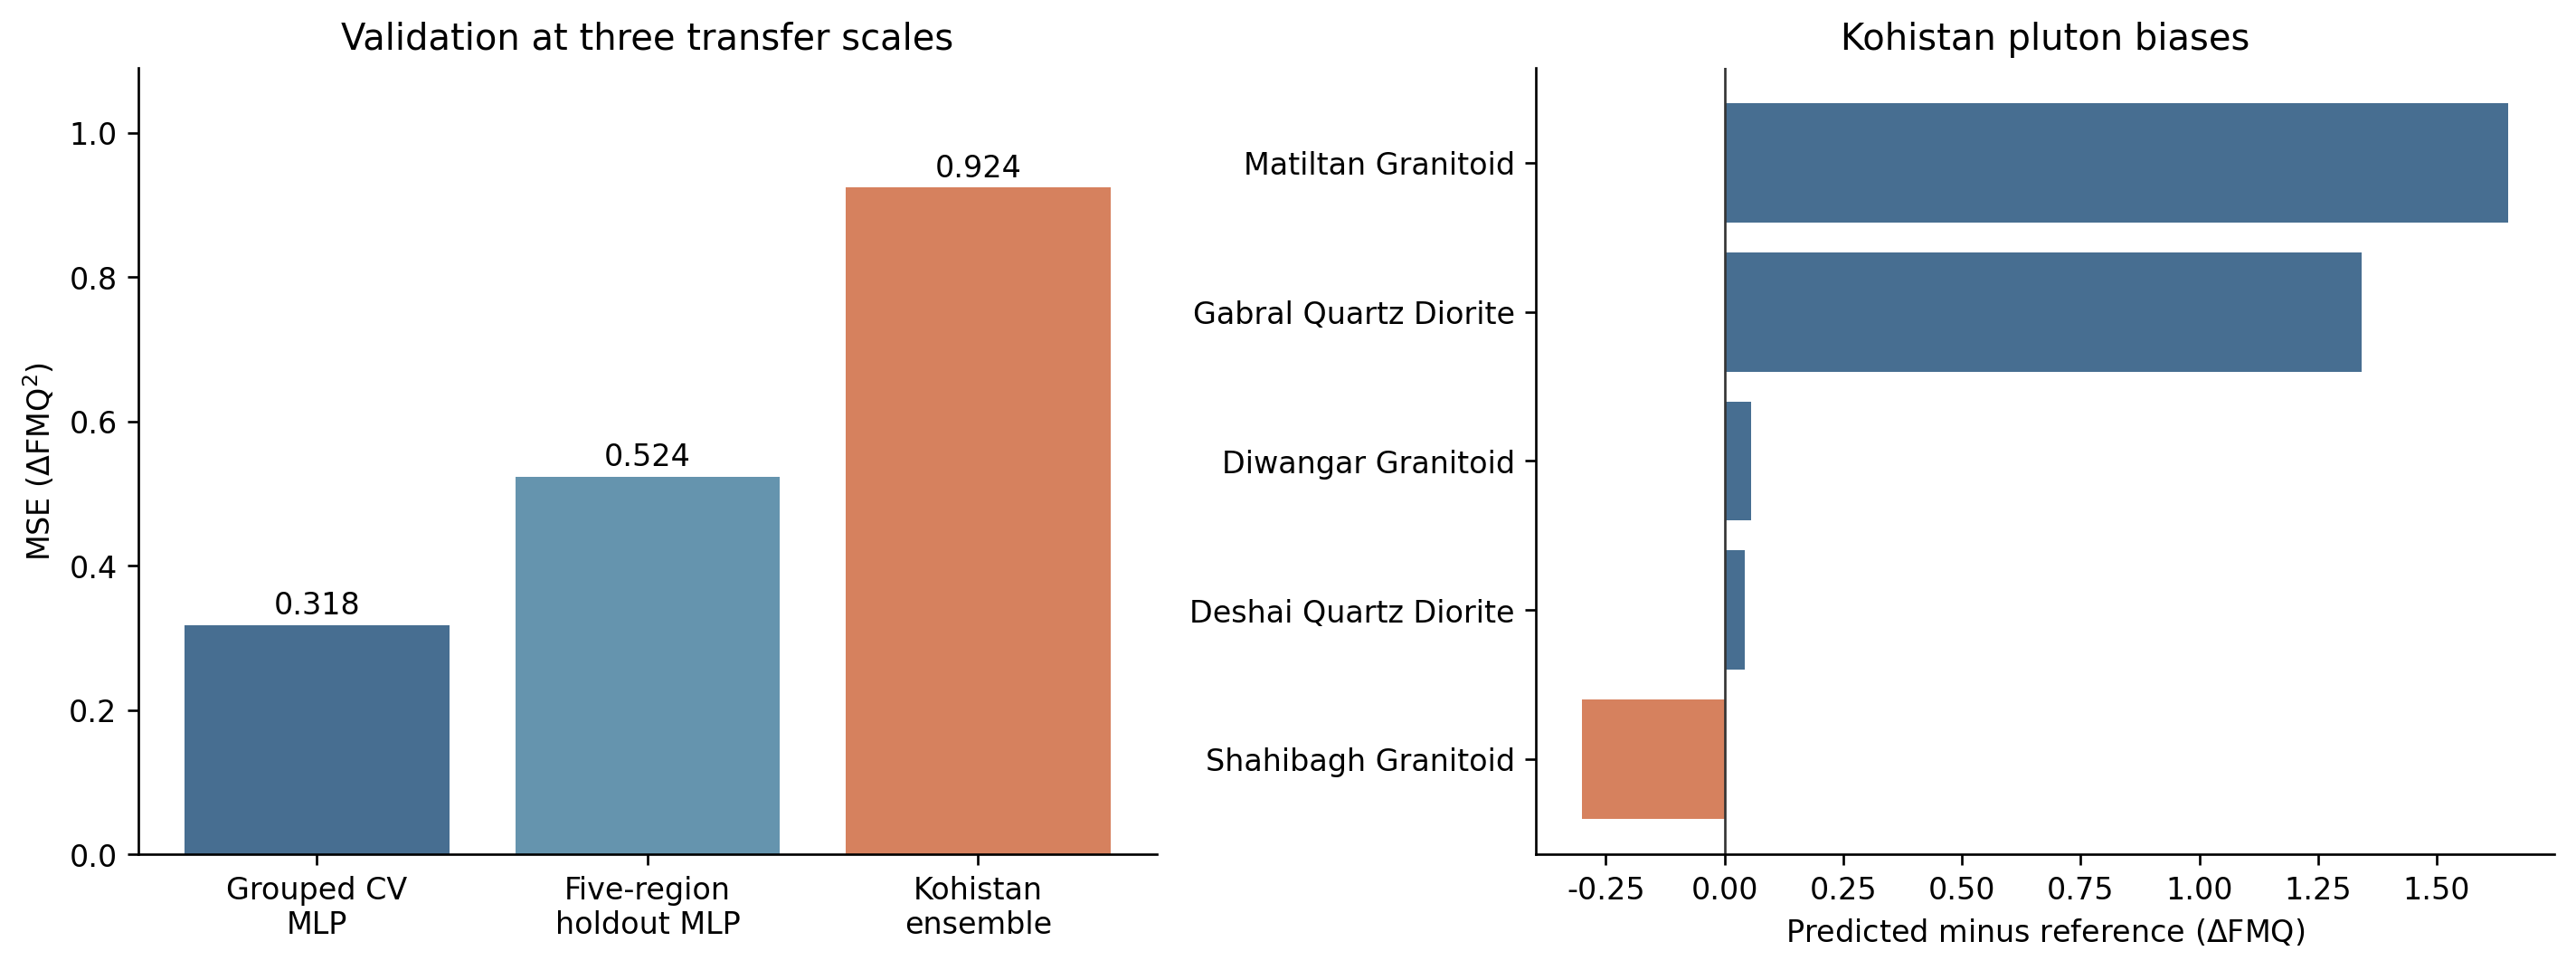 Validation at three transfer scales
MSE (ΔFMQ²)
1.0
0.8
0.6
0.4
0.2
0.0
0.318
0.524
0.924
Grouped CV
MLP
Five-region
holdout MLP
Kohistan
ensemble
Kohistan pluton biases
Matiltan Granitoid
Gabral Quartz Diorite
Diwangar Granitoid
Deshai Quartz Diorite
Shahibagh Granitoid
-0.25 0.00 0.25 0.50 0.75 1.00 1.25 1.50
Predicted minus reference (ΔFMQ)